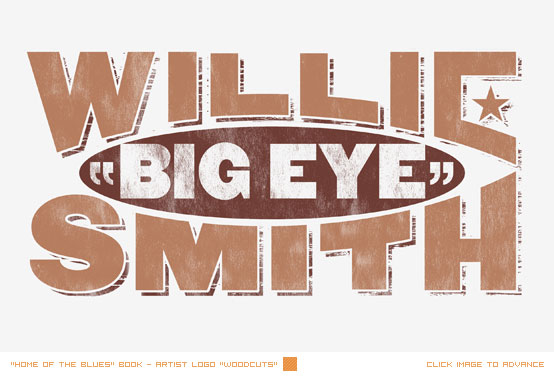 WILLIE
“BIG EYE”
SMITH
"HOME OF THE BLUES" BOOK - ARTIST LOGO "WOODCUTS"
CLICK IMAGE TO ADVANCE